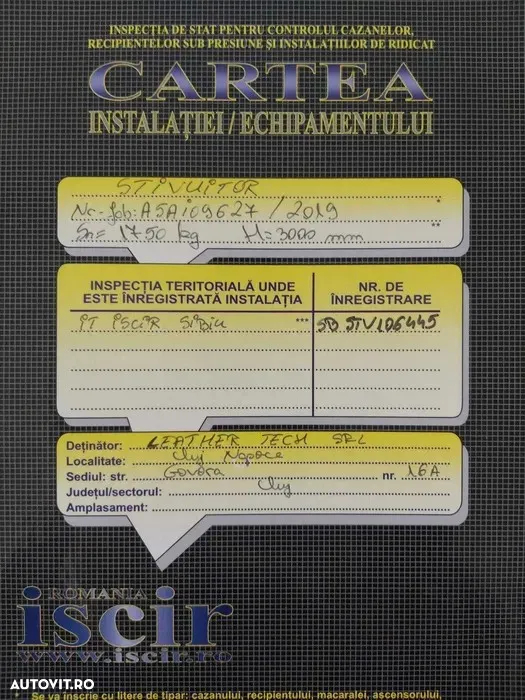 INSPECȚIA DE STAT PENTRU CONTROLUL CAZANELOR,
RECIPIENTELOR SUB PRESIUNE ȘI INSTALAȚIILOR DE RIDICAT
CARTEA
INSTALAȚIEI / ECHIPAMENTULUI
STIVUITOR *
Nr. fab: A5A109627 / 2019 **
Sn= 1750 kg H= 3000 mm
INSPECȚIA TERITORIALĂ UNDE NR. DE
ESTE ÎNREGISTRATĂ INSTALAȚIA ÎNREGISTRARE
IT ISCIR SIBIU *** SB STV106445
Deținător: LEATHER TECH SRL
Localitate: Cluj Napoca
Sediul: str. Govora nr. 16A
Județul/sectorul: Cluj
Amplasament:
ROMANIA
iscir
www.iscir.ro
* Se va înscrie cu litere de tipar: cazanului, recipientului, macaralei, ascensorului,
AUTOVIT.RO